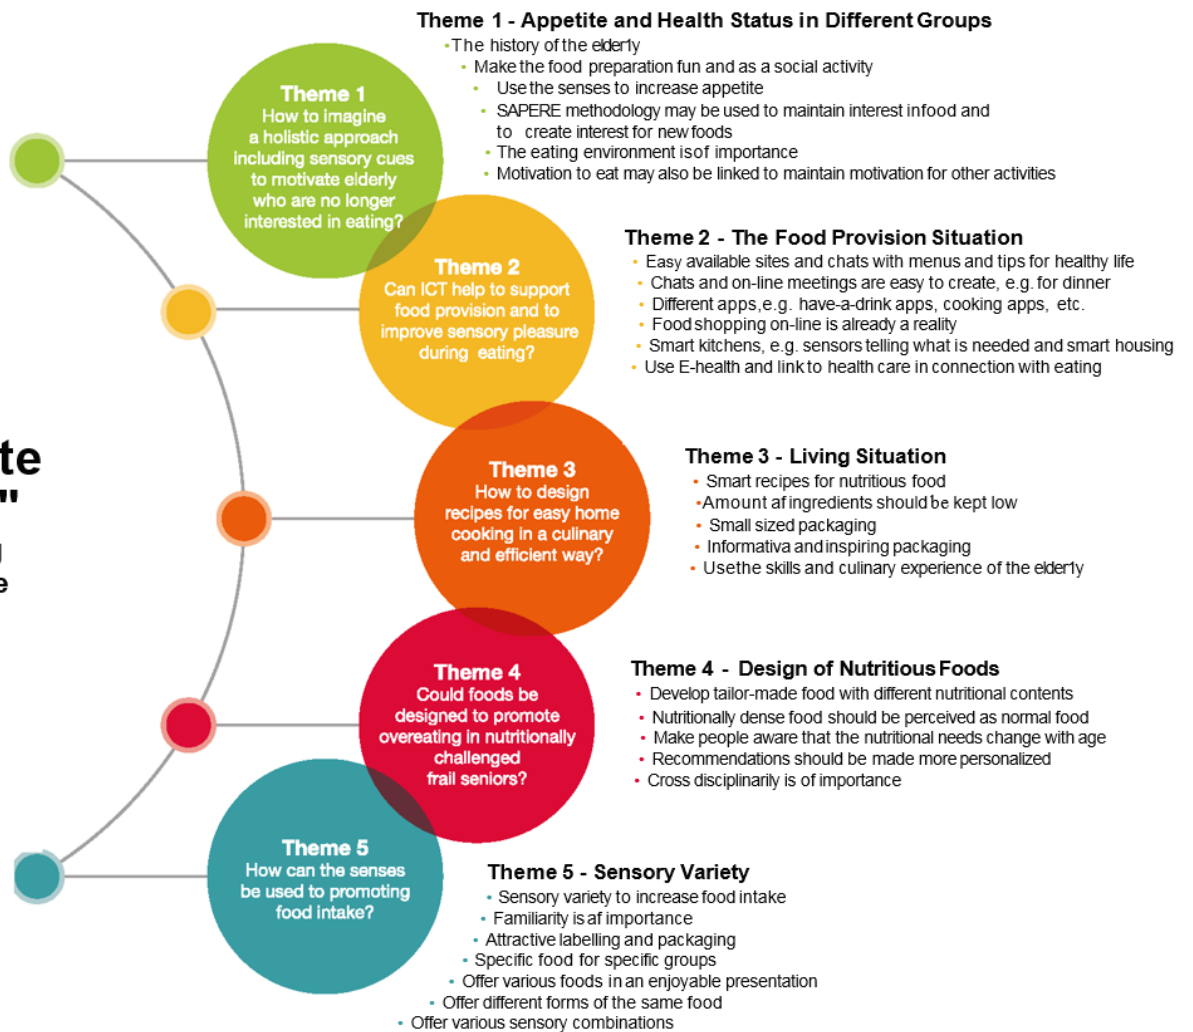 Theme 1 - Appetite and Health Status in Different Groups
•The history of the elder1y
• Make the food preparation fun and as a social activity
• Use the senses to increase appetite
• SAPERE methodology may be used to maintain interest infood and
to create interest for new foods
• The eating environment isof importance
• Motivation to eat may also be linked to maintain motivation for other activities
Theme 1
How to imagine
a holistic approach
including sensory cues
to motivate elderly
who are no longer
interested in eating?
Theme 2 - The Food Provision Situation
• Easy available sites and chats with menus and tips for healthy life
• Chats and on-line meetings are easy to create, e.g. for dinner
• Different apps,e.g. have-a-drink apps, cooking apps, etc.
• Food shopping on-line is already a reality
• Smart kitchens, e.g. sensors telling what is needed and smart housing
• Use E-health and link to health care in connection with eating
Theme 2
Can ICT help to support
food provision and to
improve sensory pleasure
during eating?
te
"
e
Theme 3 - Living Situation
• Smart recipes for nutritious food
•Amount af ingredients should be kept low
• Small sized packaging
• Informativa and inspiring packaging
• Usethe skills and culinary experience of the elder1y
Theme 3
How to design
recipes for easy home
cooking in a culinary
and efficient way?
Theme 4 - Design of Nutritious Foods
• Develop tailor-made food with different nutritional contents
• Nutritionally dense food should be perceived as normal food
• Make people aware that the nutritional needs change with age
• Recommendations should be made more personalized
• Cross disciplinarily is of importance
Theme 4
Could foods be
designed to promote
overeating in nutritionally
challenged
frail seniors?
Theme 5 - Sensory Variety
• Sensory variety to increase food intake
• Familiarity is af importance
• Attractive labelling and packaging
• Specific food for specific groups
• Offer various foods in an enjoyable presentation
• Offer different forms of the same food
• Offer various sensory combinations
Theme 5
How can the senses
be used to promoting
food intake?